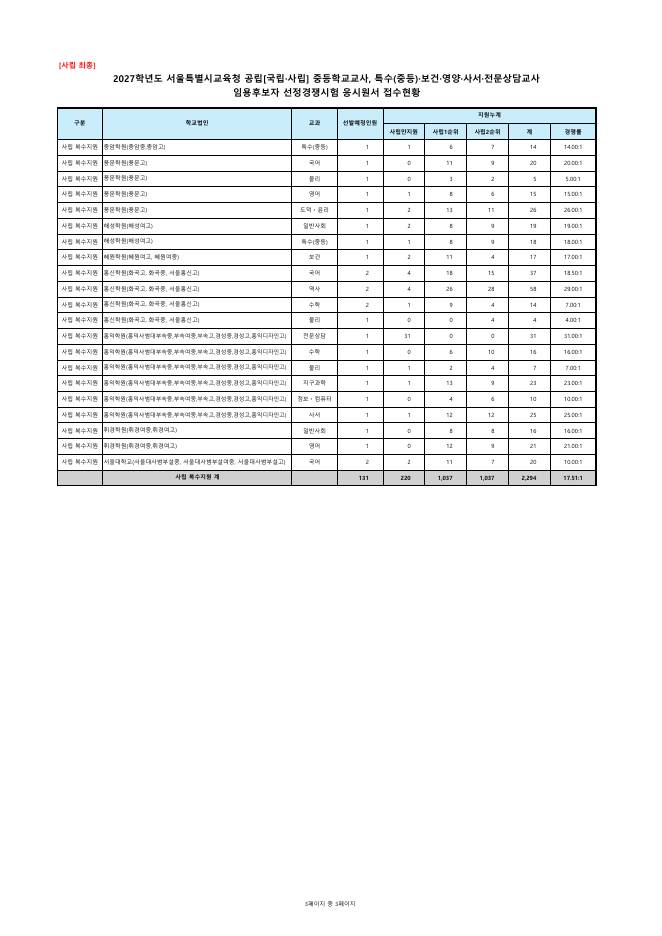 [사립 최종]
2027학년도 서울특별시교육청 공립[국립·사립] 중등학교교사, 특수(중등)·보건·영양·사서·전문상담교사
임용후보자 선정경쟁시험 응시원서 접수현황
구분 학교법인 교과 선발예정인원 지원누계
사립만지원 사립1순위 사립2순위 계 경쟁률
사립 복수지원 충암학원(충암중,충암고) 특수(중등) 1 1 6 7 14 14.00:1
사립 복수지원 풍문학원(풍문고) 국어 1 0 11 9 20 20.00:1
사립 복수지원 풍문학원(풍문고) 물리 1 0 3 2 5 5.00:1
사립 복수지원 풍문학원(풍문고) 영어 1 1 8 6 15 15.00:1
사립 복수지원 풍문학원(풍문고) 도덕·윤리 1 2 13 11 26 26.00:1
사립 복수지원 해성학원(해성여고) 일반사회 1 2 8 9 19 19.00:1
사립 복수지원 해성학원(해성여고) 특수(중등) 1 1 8 9 18 18.00:1
사립 복수지원 혜원학원(혜원여고, 혜원여중) 보건 1 2 11 4 17 17.00:1
사립 복수지원 홍신학원(화곡고, 화곡중, 서울홍신고) 국어 2 4 18 15 37 18.50:1
사립 복수지원 홍신학원(화곡고, 화곡중, 서울홍신고) 역사 2 4 26 28 58 29.00:1
사립 복수지원 홍신학원(화곡고, 화곡중, 서울홍신고) 수학 2 1 9 4 14 7.00:1
사립 복수지원 홍신학원(화곡고, 화곡중, 서울홍신고) 물리 1 0 0 4 4 4.00:1
사립 복수지원 홍익학원(홍익사범대부속중,부속여중,부속고,경성중,경성고,홍익디자인고) 전문상담 1 31 0 0 31 31.00:1
사립 복수지원 홍익학원(홍익사범대부속중,부속여중,부속고,경성중,경성고,홍익디자인고) 수학 1 0 6 10 16 16.00:1
사립 복수지원 홍익학원(홍익사범대부속중,부속여중,부속고,경성중,경성고,홍익디자인고) 물리 1 1 2 4 7 7.00:1
사립 복수지원 홍익학원(홍익사범대부속중,부속여중,부속고,경성중,경성고,홍익디자인고) 지구과학 1 1 13 9 23 23.00:1
사립 복수지원 홍익학원(홍익사범대부속중,부속여중,부속고,경성중,경성고,홍익디자인고) 정보·컴퓨터 1 0 4 6 10 10.00:1
사립 복수지원 홍익학원(홍익사범대부속중,부속여중,부속고,경성중,경성고,홍익디자인고) 사서 1 1 12 12 25 25.00:1
사립 복수지원 휘경학원(휘경여중,휘경여고) 일반사회 1 0 8 8 16 16.00:1
사립 복수지원 휘경학원(휘경여중,휘경여고) 영어 1 0 12 9 21 21.00:1
사립 복수지원 서울대학교(서울대사범부설중, 서울대사범부설여중, 서울대사범부설고) 국어 2 2 11 7 20 10.00:1
사립 복수지원 계 131 220 1,037 1,037 2,294 17.51:1
5페이지 중 5페이지